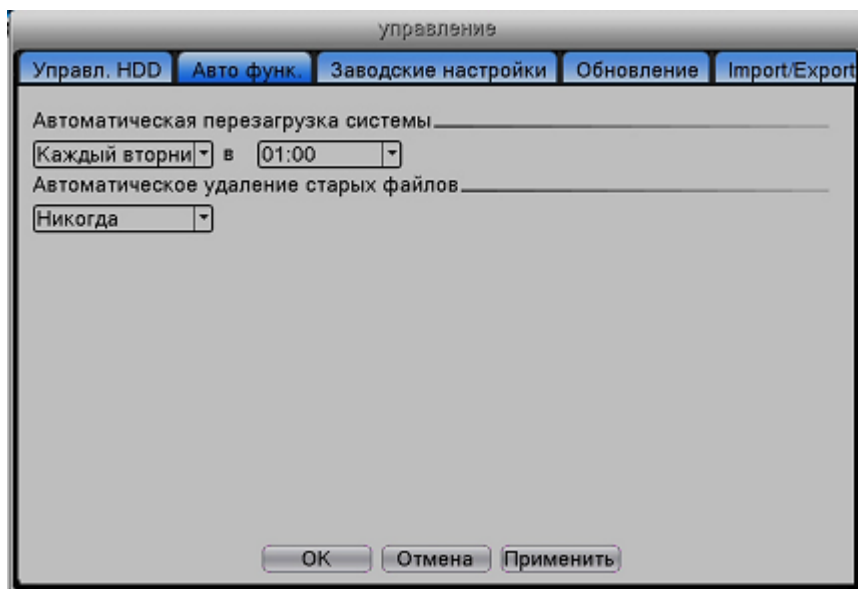 управление
Управл. HDD Авто функ. Заводские настройки Обновление Import/Export
Автоматическая перезагрузка системы
Каждый вторни в 01:00
Автоматическое удаление старых файлов
Никогда
OK Отмена Применить